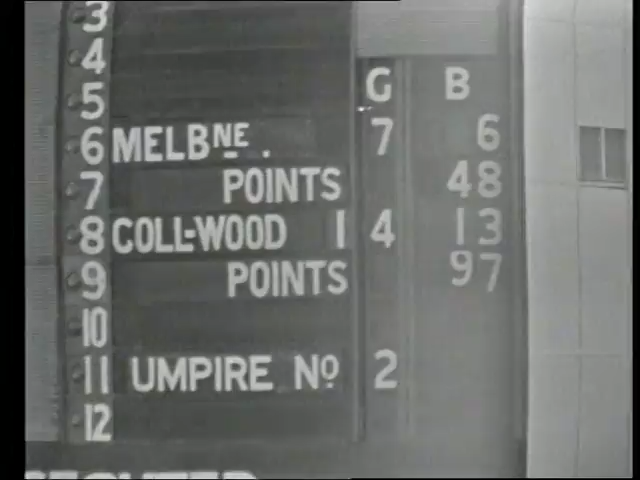 3
4 G B
5
6 MELBNE. 7 6
7 POINTS 48
8 COLL-WOOD 14 13
9 POINTS 97
10
11 UMPIRE Nº 2
12